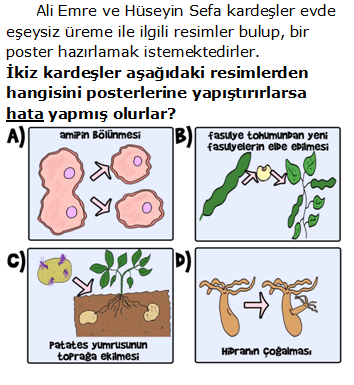 Ali Emre ve Hüseyin Sefa kardeşler evde
eşeysiz üreme ile ilgili resimler bulup, bir
poster hazırlamak istemektedirler.
İkiz kardeşler aşağıdaki resimlerden
hangisini posterlerine yapıştırırlarsa
hata yapmış olurlar?
A)
amipin Bölünmesi
B)
fasulye tohumundan yeni
fasulyelerin elde edilmesi
C)
Patates yumrusunun
toprağa ekilmesi
D)
Hidranın Çoğalması